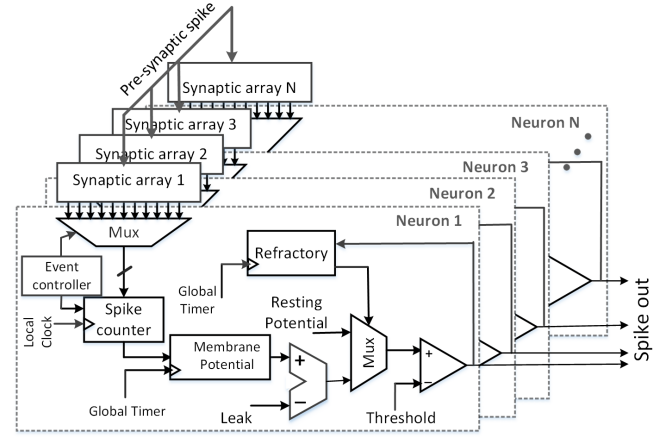 Pre-synaptic spike
Synaptic array N
Synaptic array 3
Synaptic array 2
Synaptic array 1
Neuron N
Neuron 3
Neuron 2
Neuron 1
Mux
Event
controller
Refractory
Global
Timer
Local
Clock
Spike
counter
Resting
Potential
Membrane
Potential
Mux
+
−
+
−
Global Timer
Leak
Threshold
Spike out